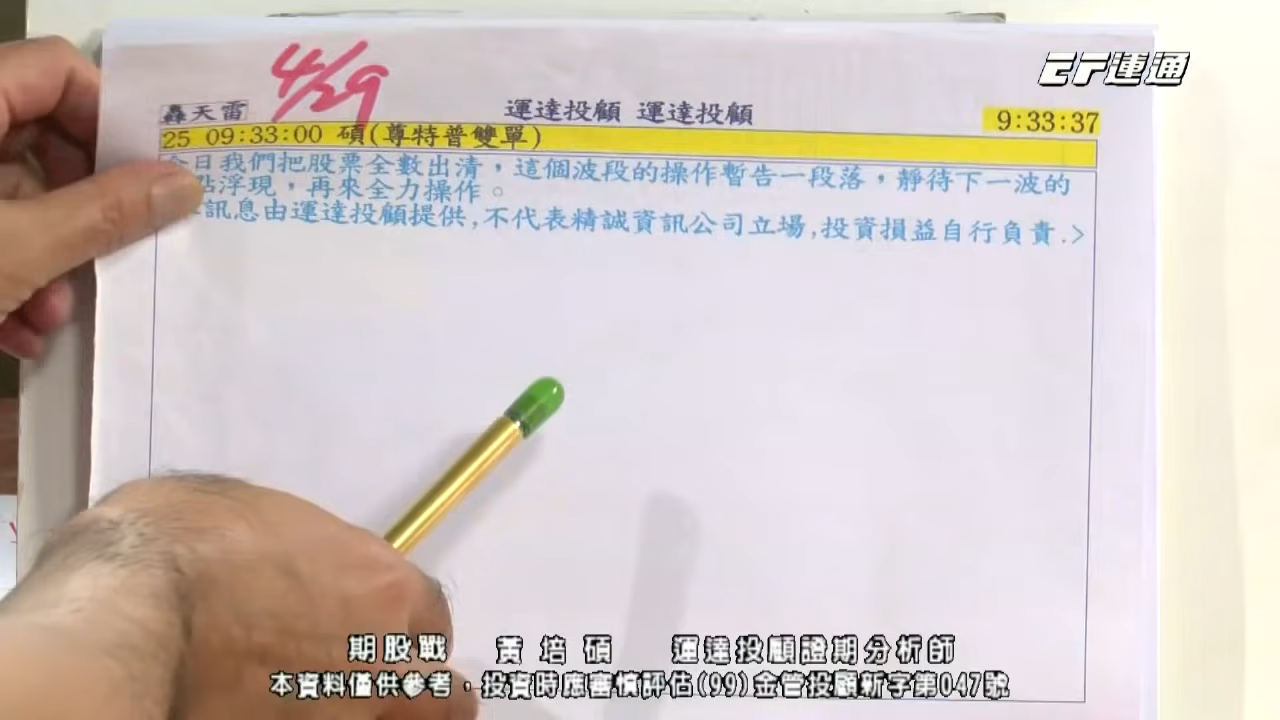 4/29
EF運通
轟天雷 運達投顧 運達投顧 9:33:37
25 09:33:00 碩(尊特普雙單)
今日我們把股票全數出清，這個波段的操作暫告一段落，靜待下一波的
點浮現，再來全力操作。
訊息由運達投顧提供,不代表精誠資訊公司立場,投資損益自行負責.>
期股戰 黃培碩 運達投顧證期分析師
本資料僅供參考，投資時應審慎評估(99)金管投顧新字第047號